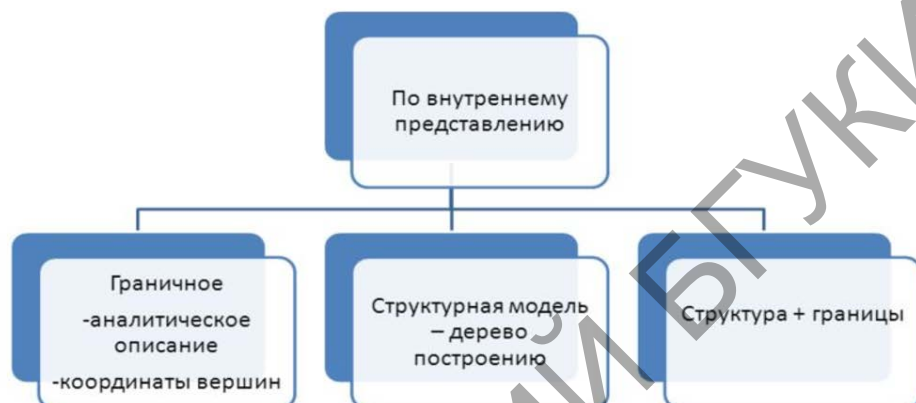 По внутреннему
представлению
Граничное
-аналитическое
описание
-координаты вершин
Структурная модель
– дерево
построению
Структура + границы